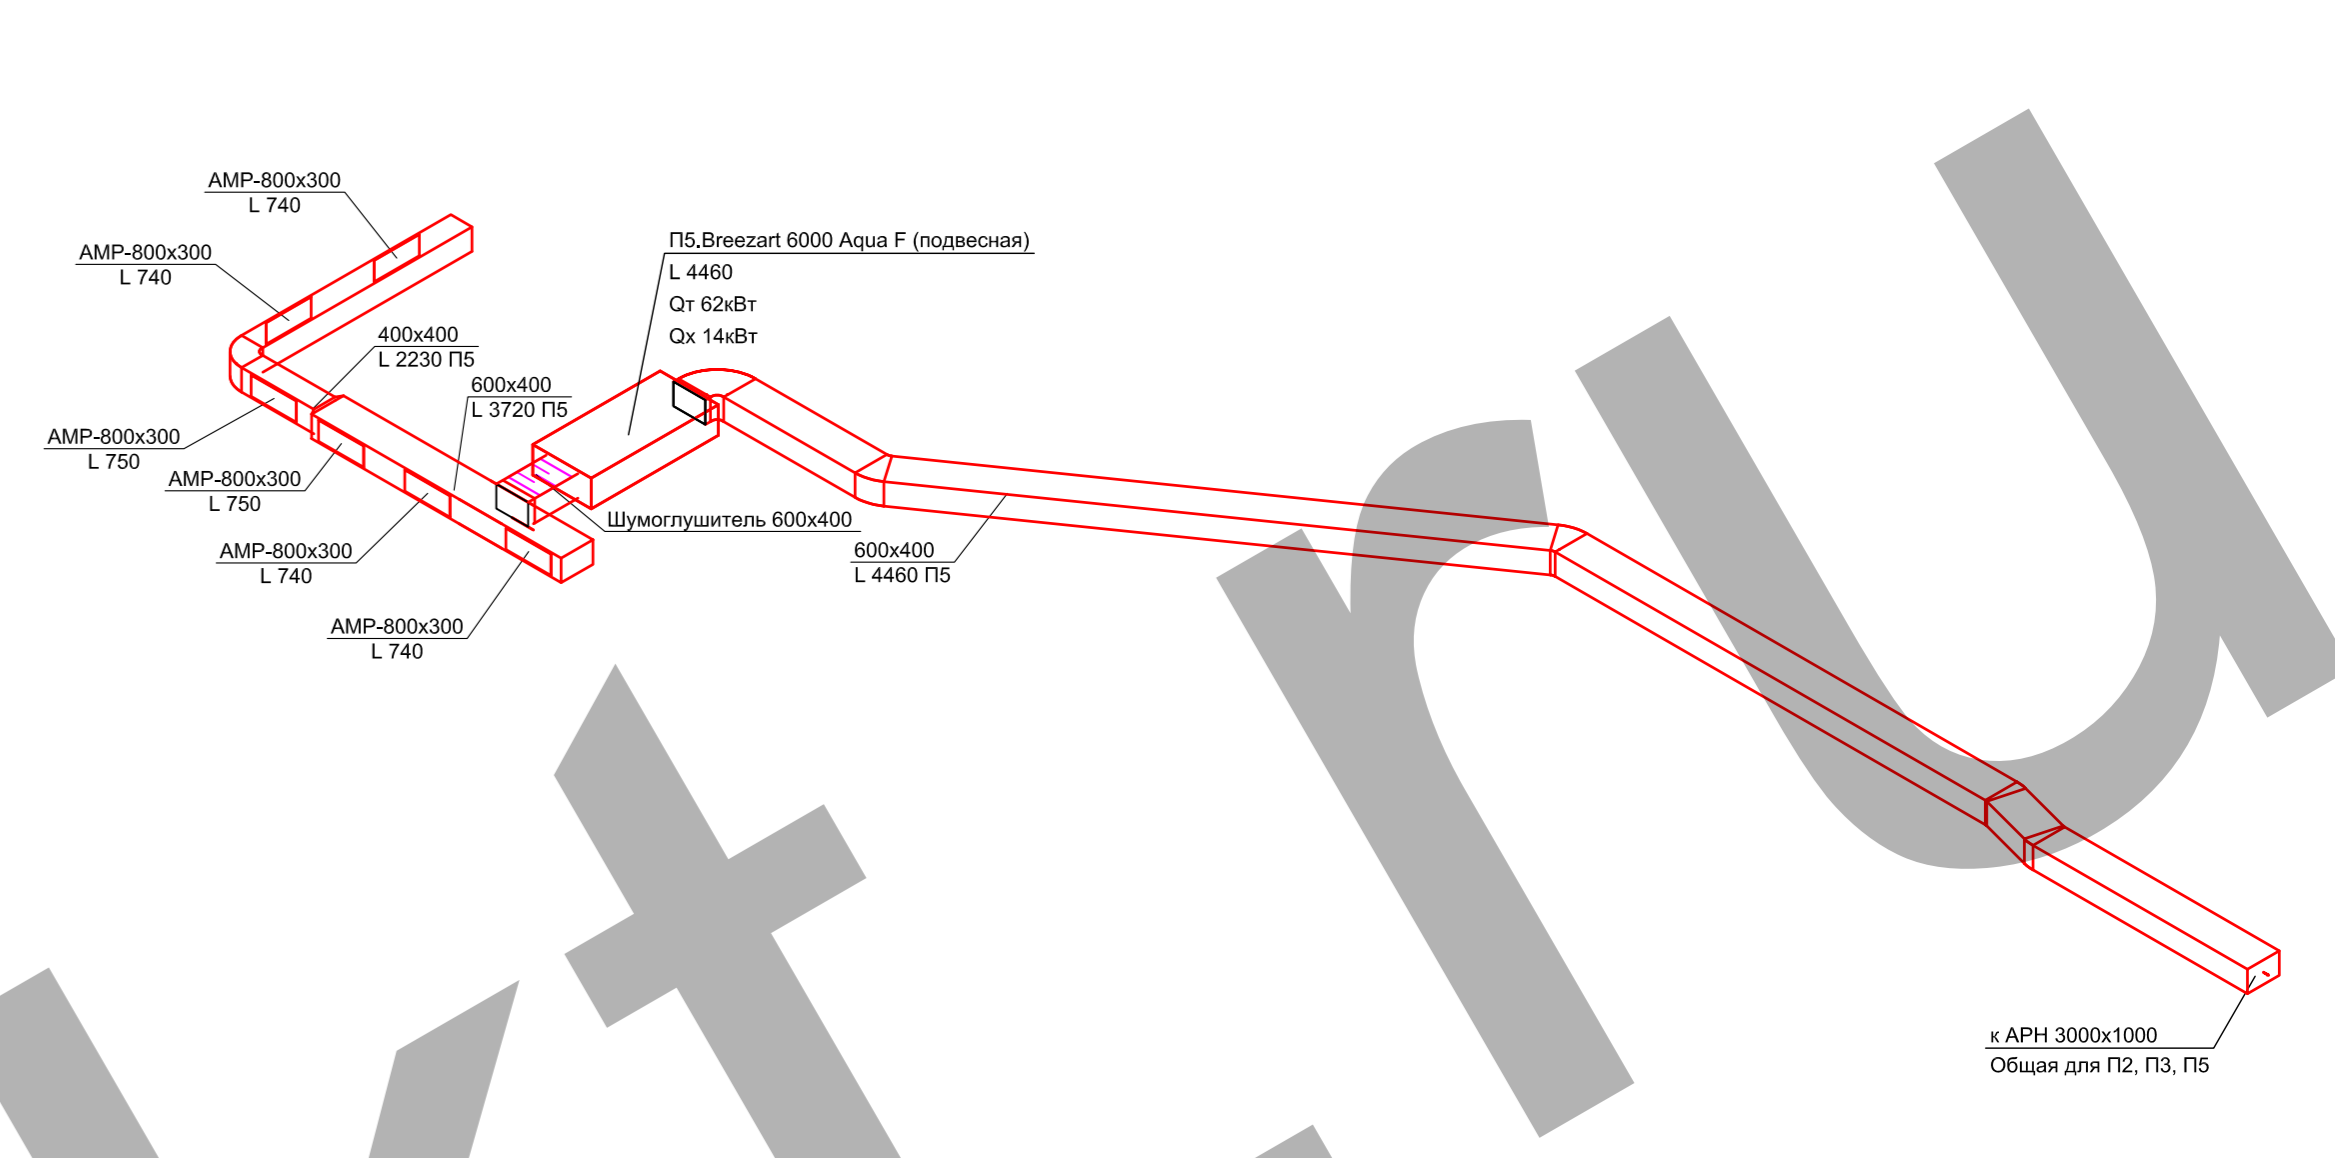 АМР-800х300
L 740
АМР-800х300
L 740
П5.Breezart 6000 Aqua F (подвесная)
L 4460
Qт 62кВт
Qх 14кВт
400х400
L 2230 П5
600х400
L 3720 П5
АМР-800х300
L 750
АМР-800х300
L 750
Шумоглушитель 600х400
АМР-800х300
L 740
600х400
L 4460 П5
АМР-800х300
L 740
к АРН 3000х1000
Общая для П2, П3, П5